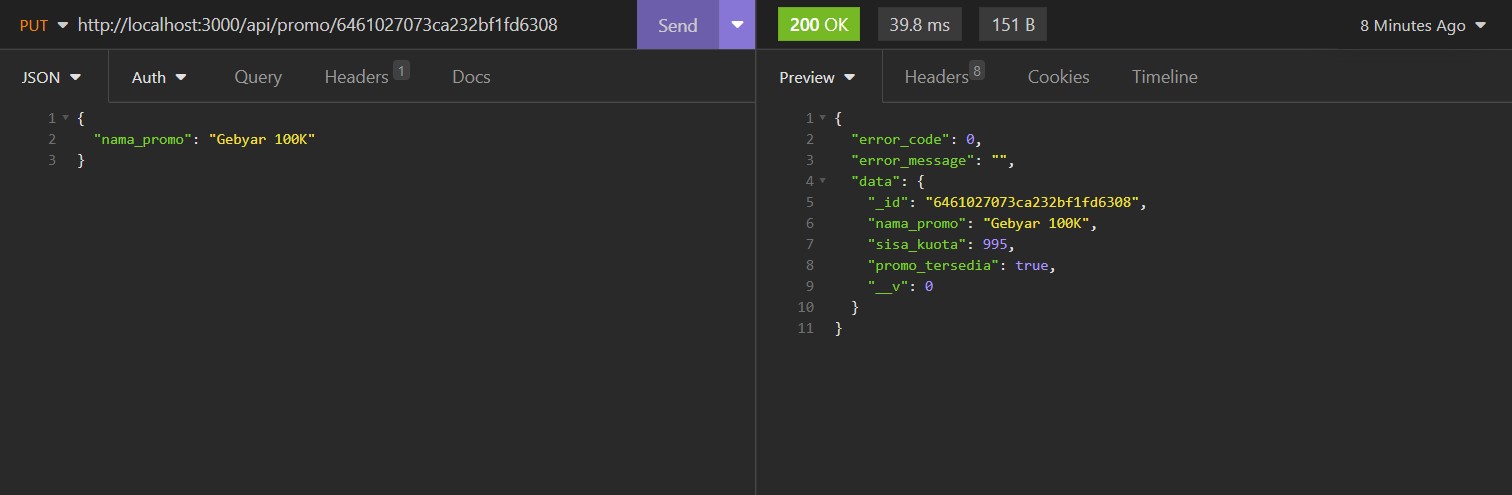 PUT http://localhost:3000/api/promo/6461027073ca232bf1fd6308 Send 200 OK 39.8 ms 151 B 8 Minutes Ago
JSON Auth Query Headers 1 Docs Preview Headers 8 Cookies Timeline
1 {
2 "nama_promo": "Gebyar 100K"
3 }
1 {
2 "error_code": 0,
3 "error_message": "",
4 "data": {
5 "_id": "6461027073ca232bf1fd6308",
6 "nama_promo": "Gebyar 100K",
7 "sisa_kuota": 995,
8 "promo_tersedia": true,
9 "__v": 0
10 }
11 }